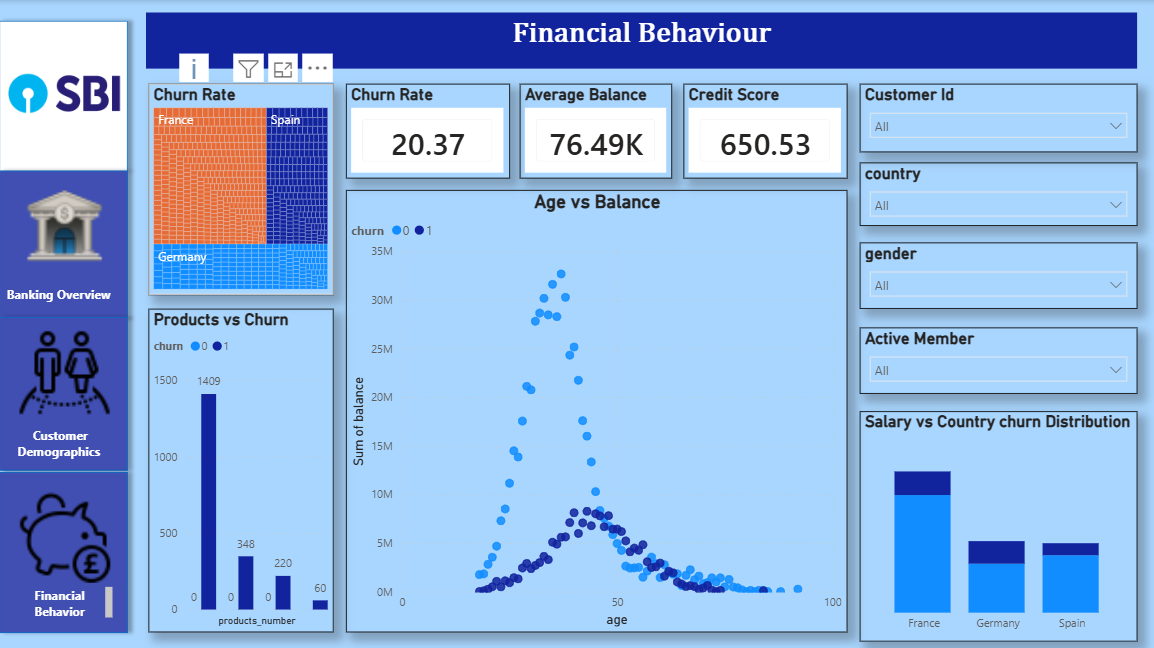 Financial Behaviour
SBI
Banking Overview
Customer
Demographics
Financial
Behavior
Churn Rate
France
Spain
Germany
Churn Rate
20.37
Average Balance
76.49K
Credit Score
650.53
Customer Id
All
country
All
gender
All
Active Member
All
Products vs Churn
churn 0 1
1500
1000
500
0
1409
348
220
60
0
0
0
products_number
Age vs Balance
churn 0 1
Sum of balance
35M
30M
25M
20M
15M
10M
5M
0M
0
50
100
age
Salary vs Country churn Distribution
France
Germany
Spain